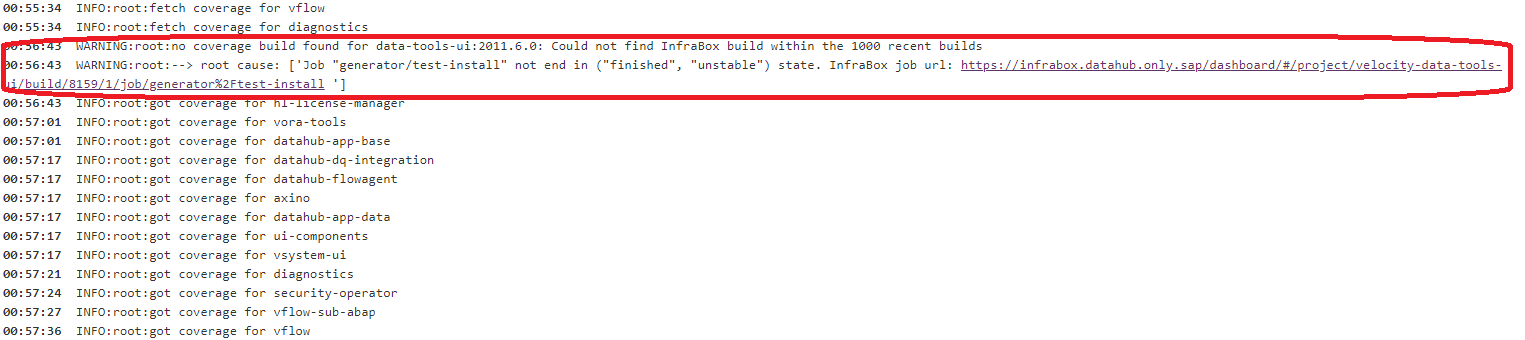 00:55:34 INFO:root:fetch coverage for vflow
00:55:34 INFO:root:fetch coverage for diagnostics
00:56:43 WARNING:root:no coverage build found for data-tools-ui:2011.6.0: Could not find InfraBox build within the 1000 recent builds
00:56:43 WARNING:root:--> root cause: ['Job "generator/test-install" not end in ("finished", "unstable") state. InfraBox job url: https://infrabox.datahub.only.sap/dashboard/#/project/velocity-data-tools-
ui/build/8159/1/job/generator%2Ftest-install ']
00:56:43 INFO:root:got coverage for hl-license-manager
00:57:01 INFO:root:got coverage for vora-tools
00:57:01 INFO:root:got coverage for datahub-app-base
00:57:17 INFO:root:got coverage for datahub-dq-integration
00:57:17 INFO:root:got coverage for datahub-flowagent
00:57:17 INFO:root:got coverage for axino
00:57:17 INFO:root:got coverage for datahub-app-data
00:57:17 INFO:root:got coverage for ui-components
00:57:17 INFO:root:got coverage for vsystem-ui
00:57:21 INFO:root:got coverage for diagnostics
00:57:24 INFO:root:got coverage for security-operator
00:57:27 INFO:root:got coverage for vflow-sub-abap
00:57:36 INFO:root:got coverage for vflow